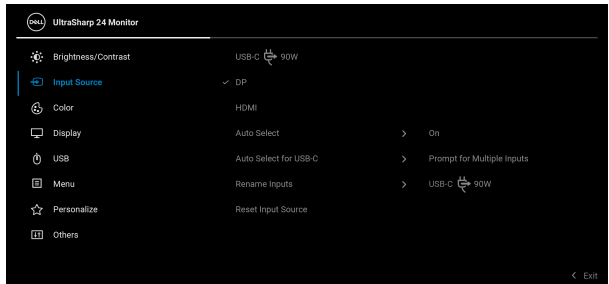 DELL UltraSharp 24 Monitor
Brightness/Contrast USB-C 90W
Input Source DP
Color HDMI
Display Auto Select On
USB Auto Select for USB-C Prompt for Multiple Inputs
Menu Rename Inputs USB-C 90W
Personalize Reset Input Source
Others
Exit